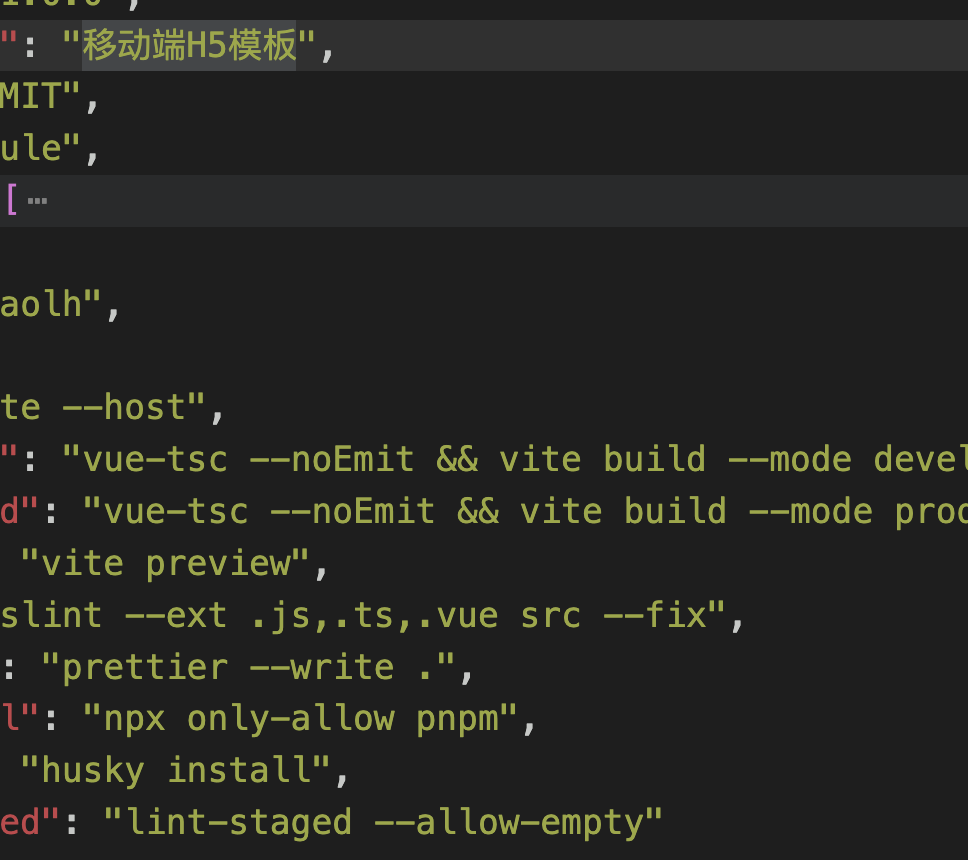 ": "移动端H5模板",
MIT",
ule",
[…
aolh",
te --host",
": "vue-tsc --noEmit && vite build --mode devel
d": "vue-tsc --noEmit && vite build --mode prod
"vite preview",
slint --ext .js,.ts,.vue src --fix",
: "prettier --write .",
l": "npx only-allow pnpm",
"husky install",
ed": "lint-staged --allow-empty"